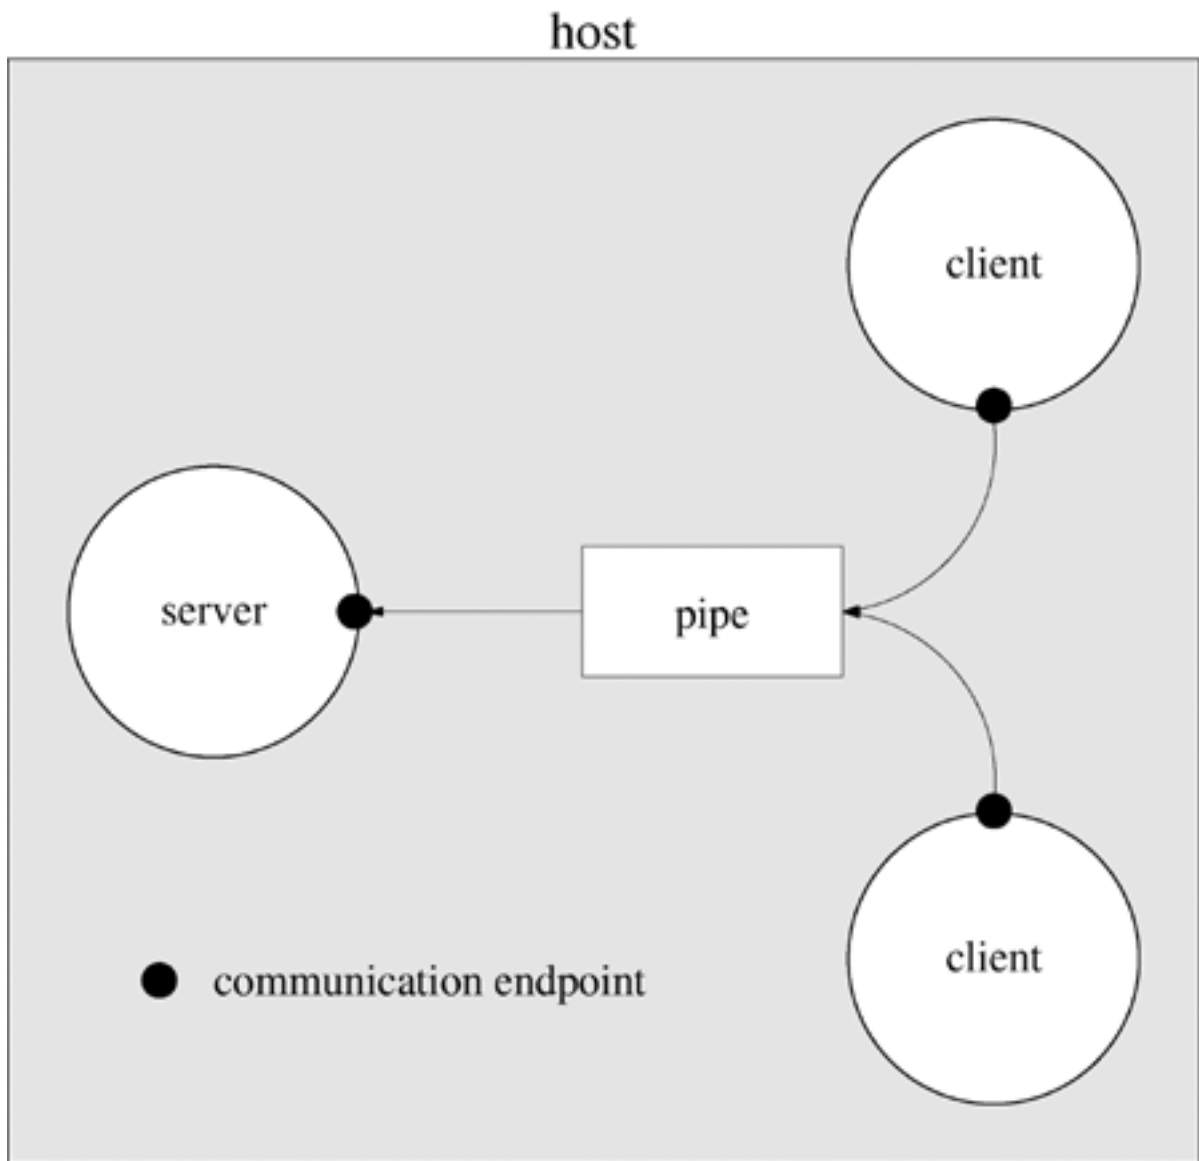 host
client
server
pipe
client
communication endpoint